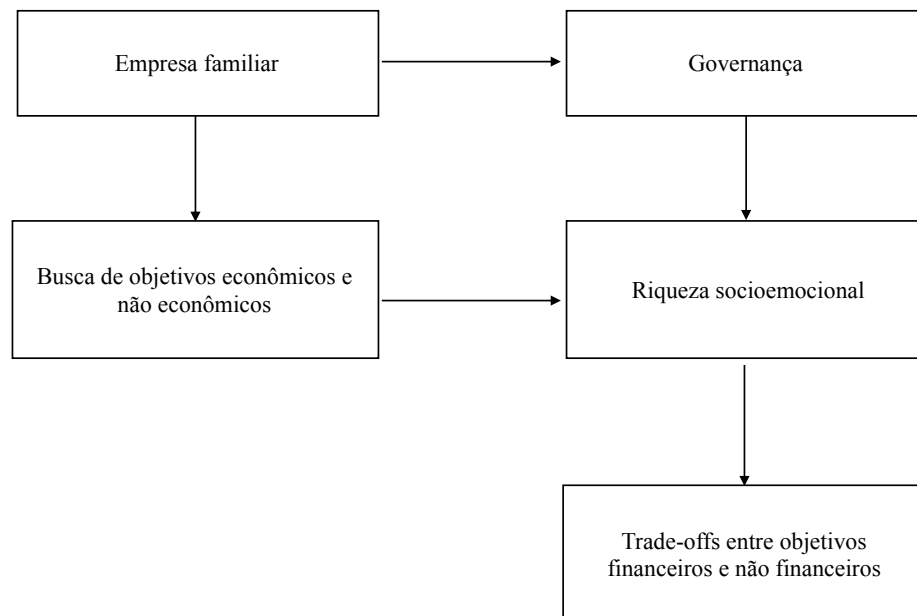 Empresa familiar
Governança
Busca de objetivos econômicos e
não econômicos
Riqueza socioemocional
Trade-offs entre objetivos
financeiros e não financeiros